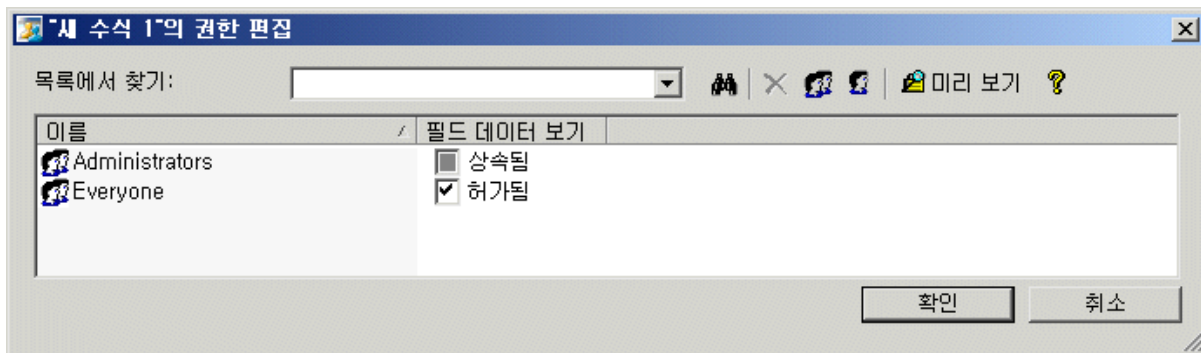 "새 수식 1"의 권한 편집
목록에서 찾기:
미리 보기
이름 필드 데이터 보기
Administrators 상속됨
Everyone 허가됨
확인 취소